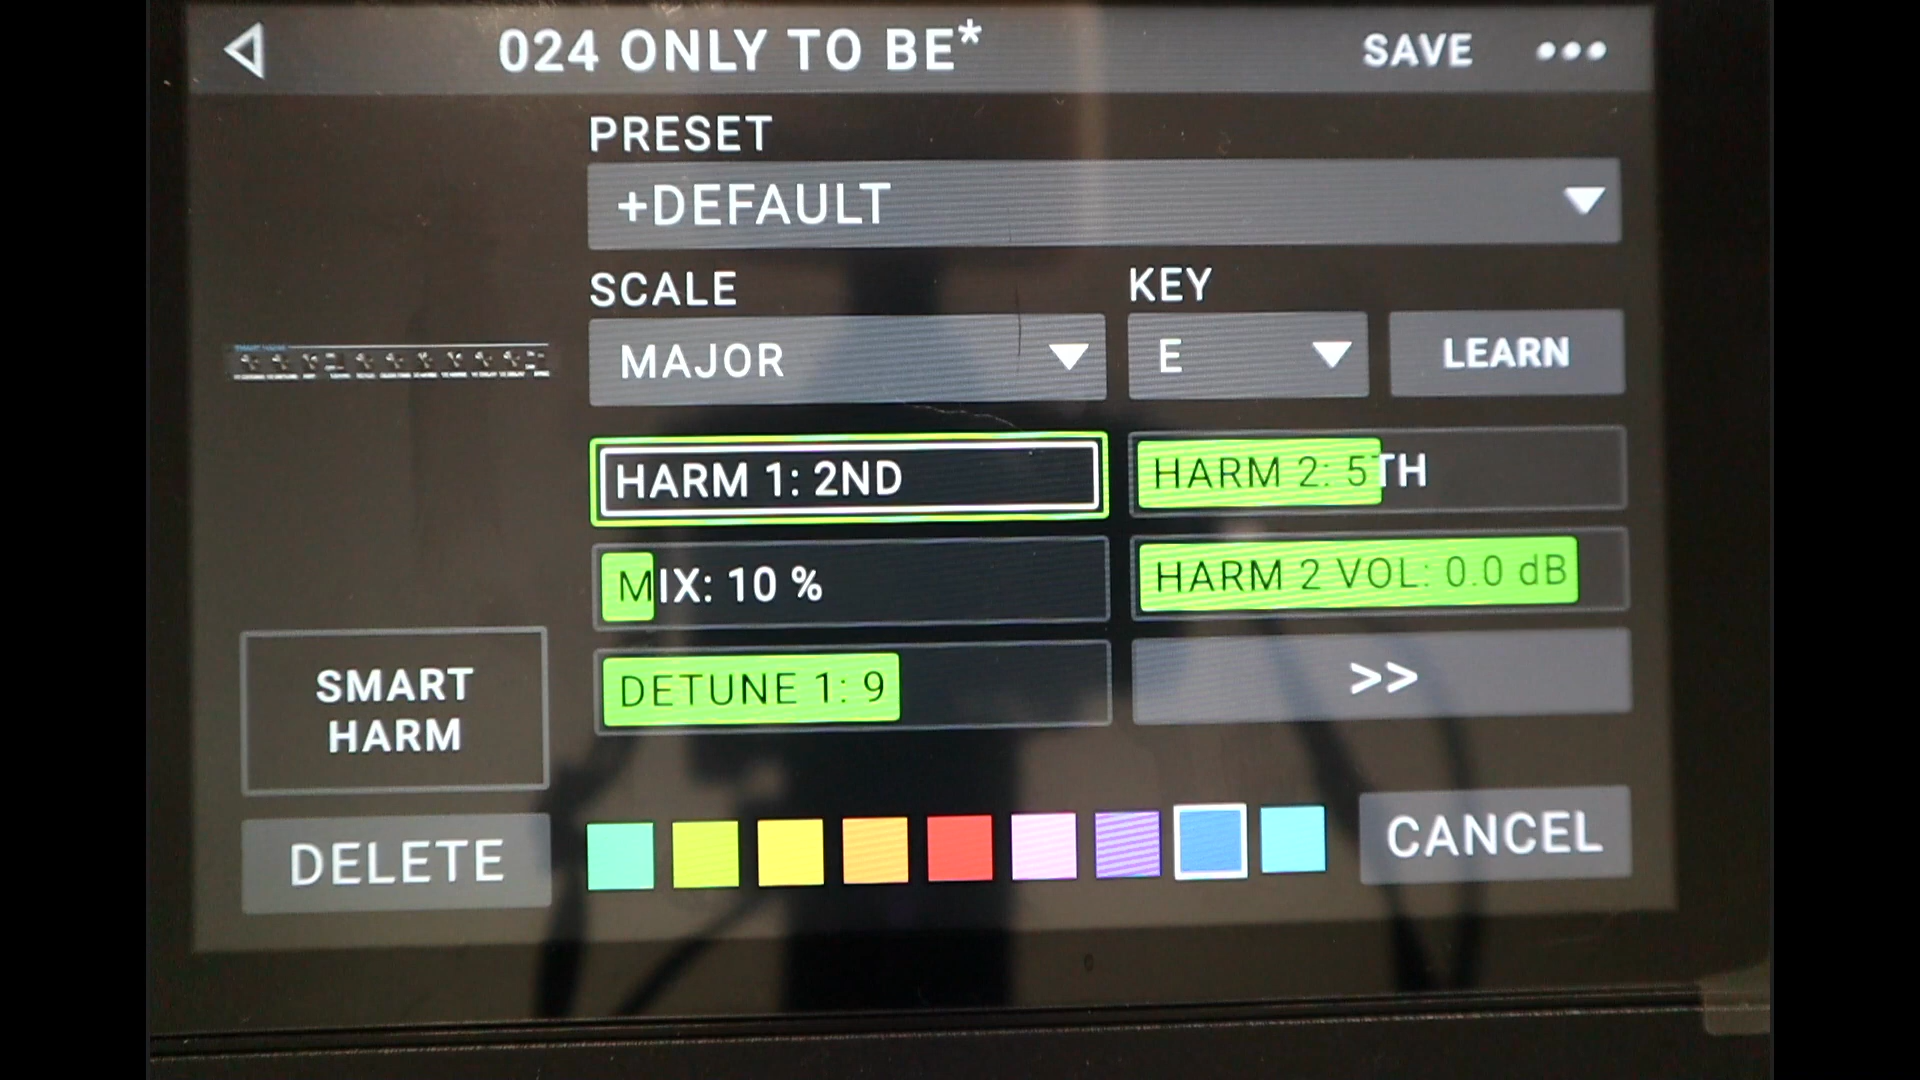 024 ONLY TO BE*
SAVE
PRESET
+DEFAULT
SCALE
KEY
MAJOR
E
LEARN
HARM 1: 2ND
HARM 2: 5TH
MIX: 10 %
HARM 2 VOL: 0.0 dB
DETUNE 1: 9
>>
SMART
HARM
DELETE
CANCEL